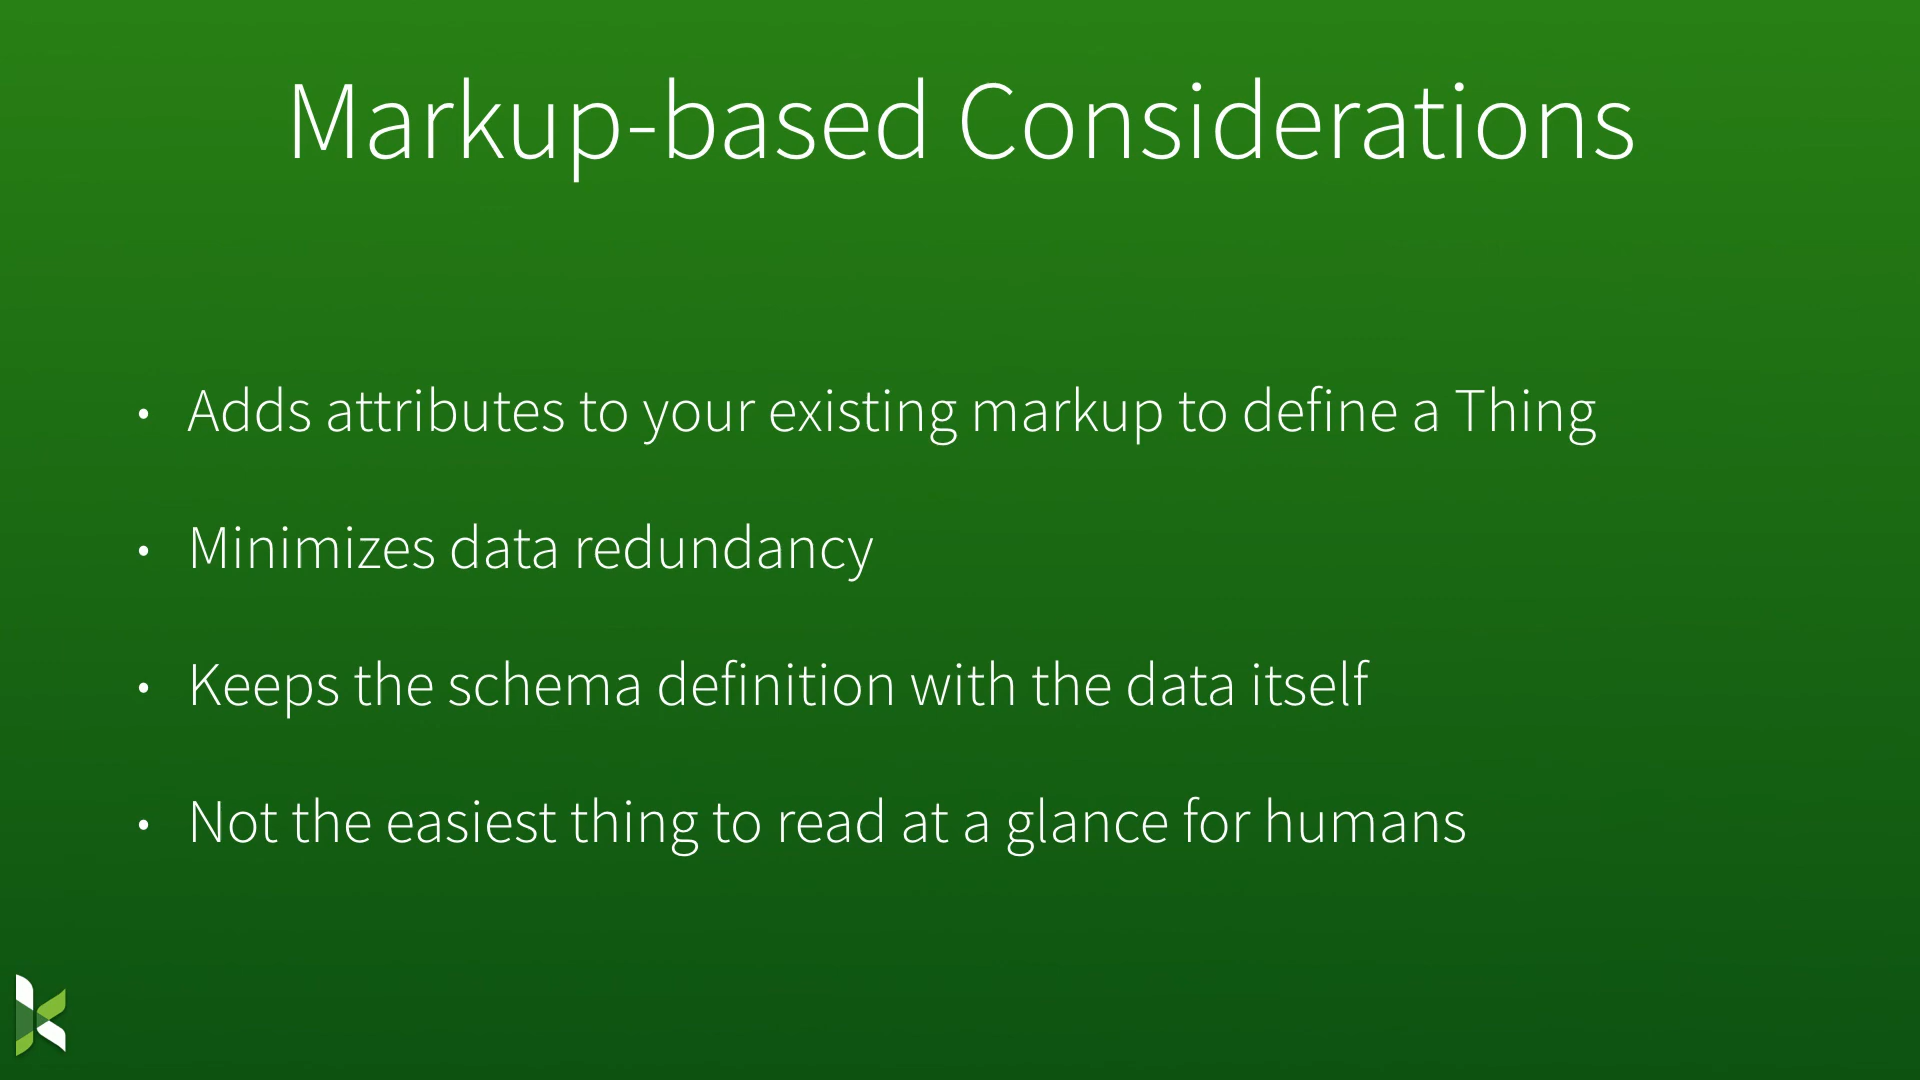 Markup-based Considerations
• Adds attributes to your existing markup to define a Thing
• Minimizes data redundancy
• Keeps the schema definition with the data itself
• Not the easiest thing to read at a glance for humans